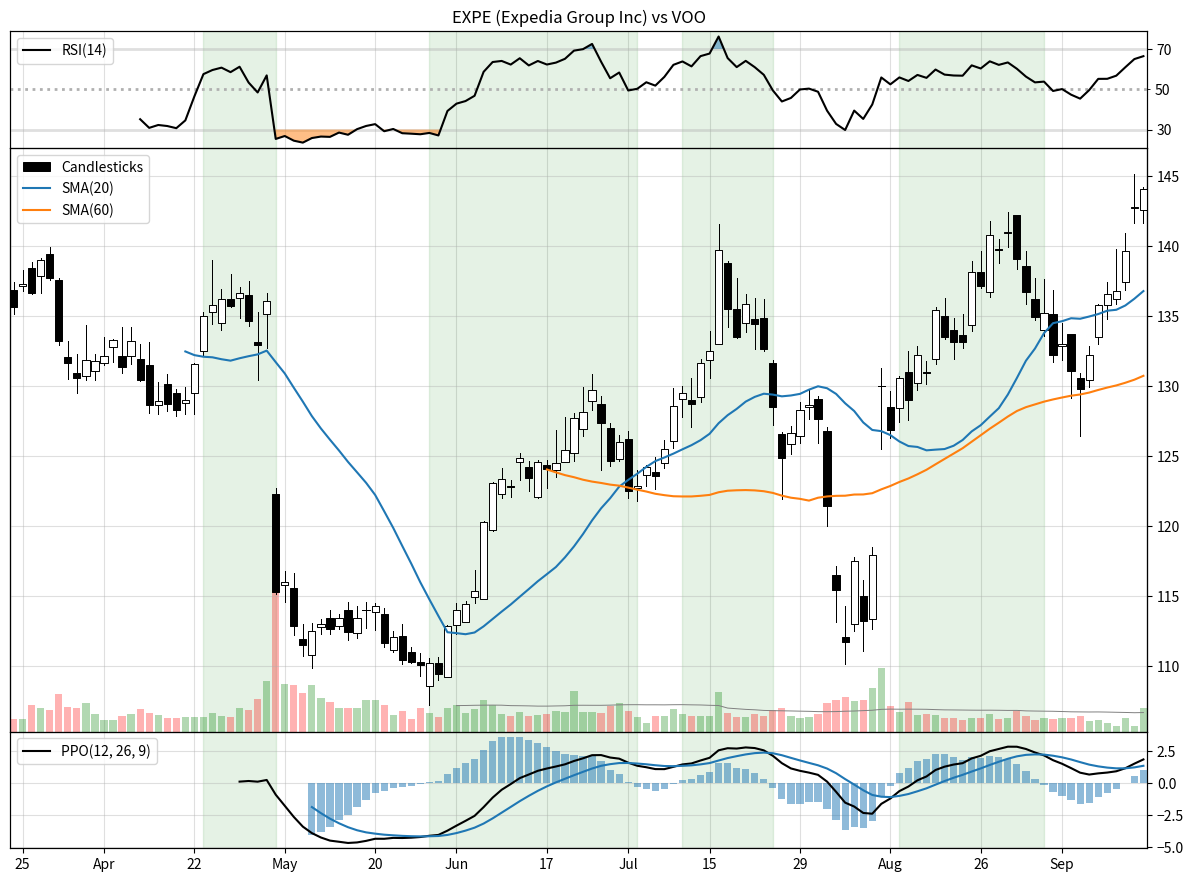 EXPE (Expedia Group Inc) vs VOO
RSI(14)
70
50
30
Candlesticks
SMA(20)
SMA(60)
145
140
135
130
125
120
115
110
PPO(12, 26, 9)
2.5
0.0
−2.5
−5.0
25 Apr 22 May 20 Jun 17 Jul 15 29 Aug 26 Sep